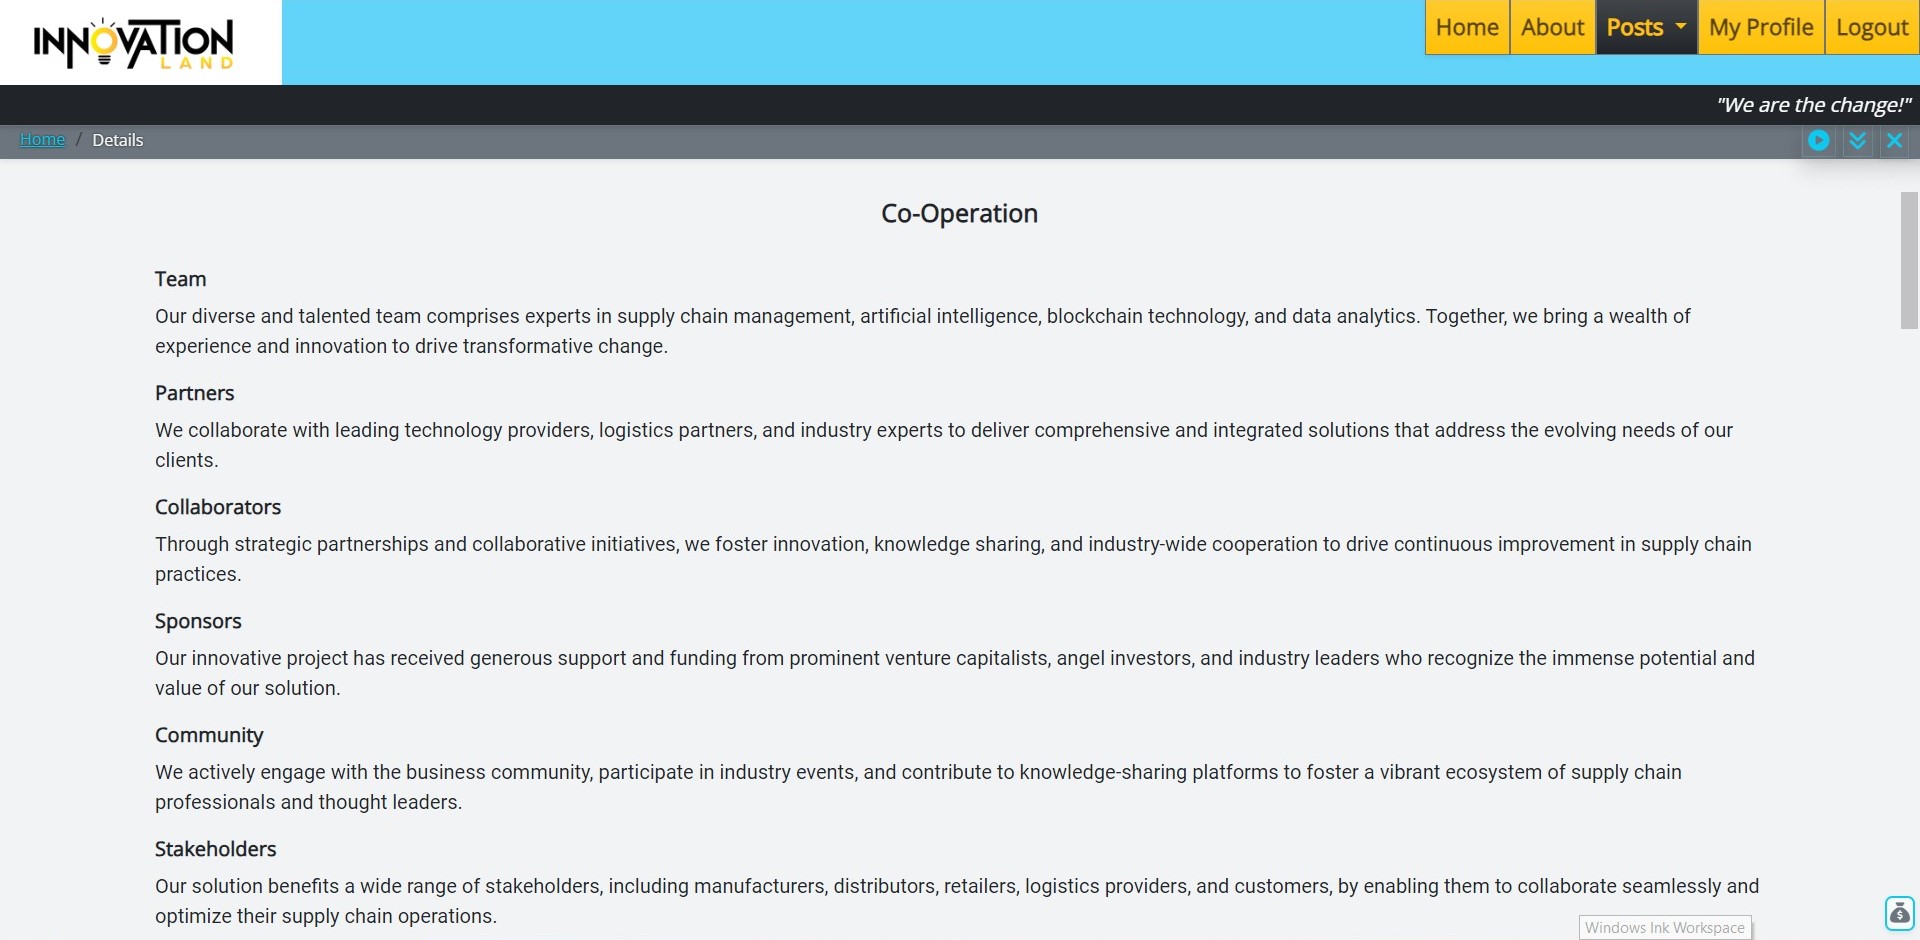 INNOVATION
LAND
Home About Posts My Profile Logout
"We are the change!"
Home / Details
Co-Operation
Team
Our diverse and talented team comprises experts in supply chain management, artificial intelligence, blockchain technology, and data analytics. Together, we bring a wealth of
experience and innovation to drive transformative change.
Partners
We collaborate with leading technology providers, logistics partners, and industry experts to deliver comprehensive and integrated solutions that address the evolving needs of our
clients.
Collaborators
Through strategic partnerships and collaborative initiatives, we foster innovation, knowledge sharing, and industry-wide cooperation to drive continuous improvement in supply chain
practices.
Sponsors
Our innovative project has received generous support and funding from prominent venture capitalists, angel investors, and industry leaders who recognize the immense potential and
value of our solution.
Community
We actively engage with the business community, participate in industry events, and contribute to knowledge-sharing platforms to foster a vibrant ecosystem of supply chain
professionals and thought leaders.
Stakeholders
Our solution benefits a wide range of stakeholders, including manufacturers, distributors, retailers, logistics providers, and customers, by enabling them to collaborate seamlessly and
optimize their supply chain operations.
Windows Ink Workspace